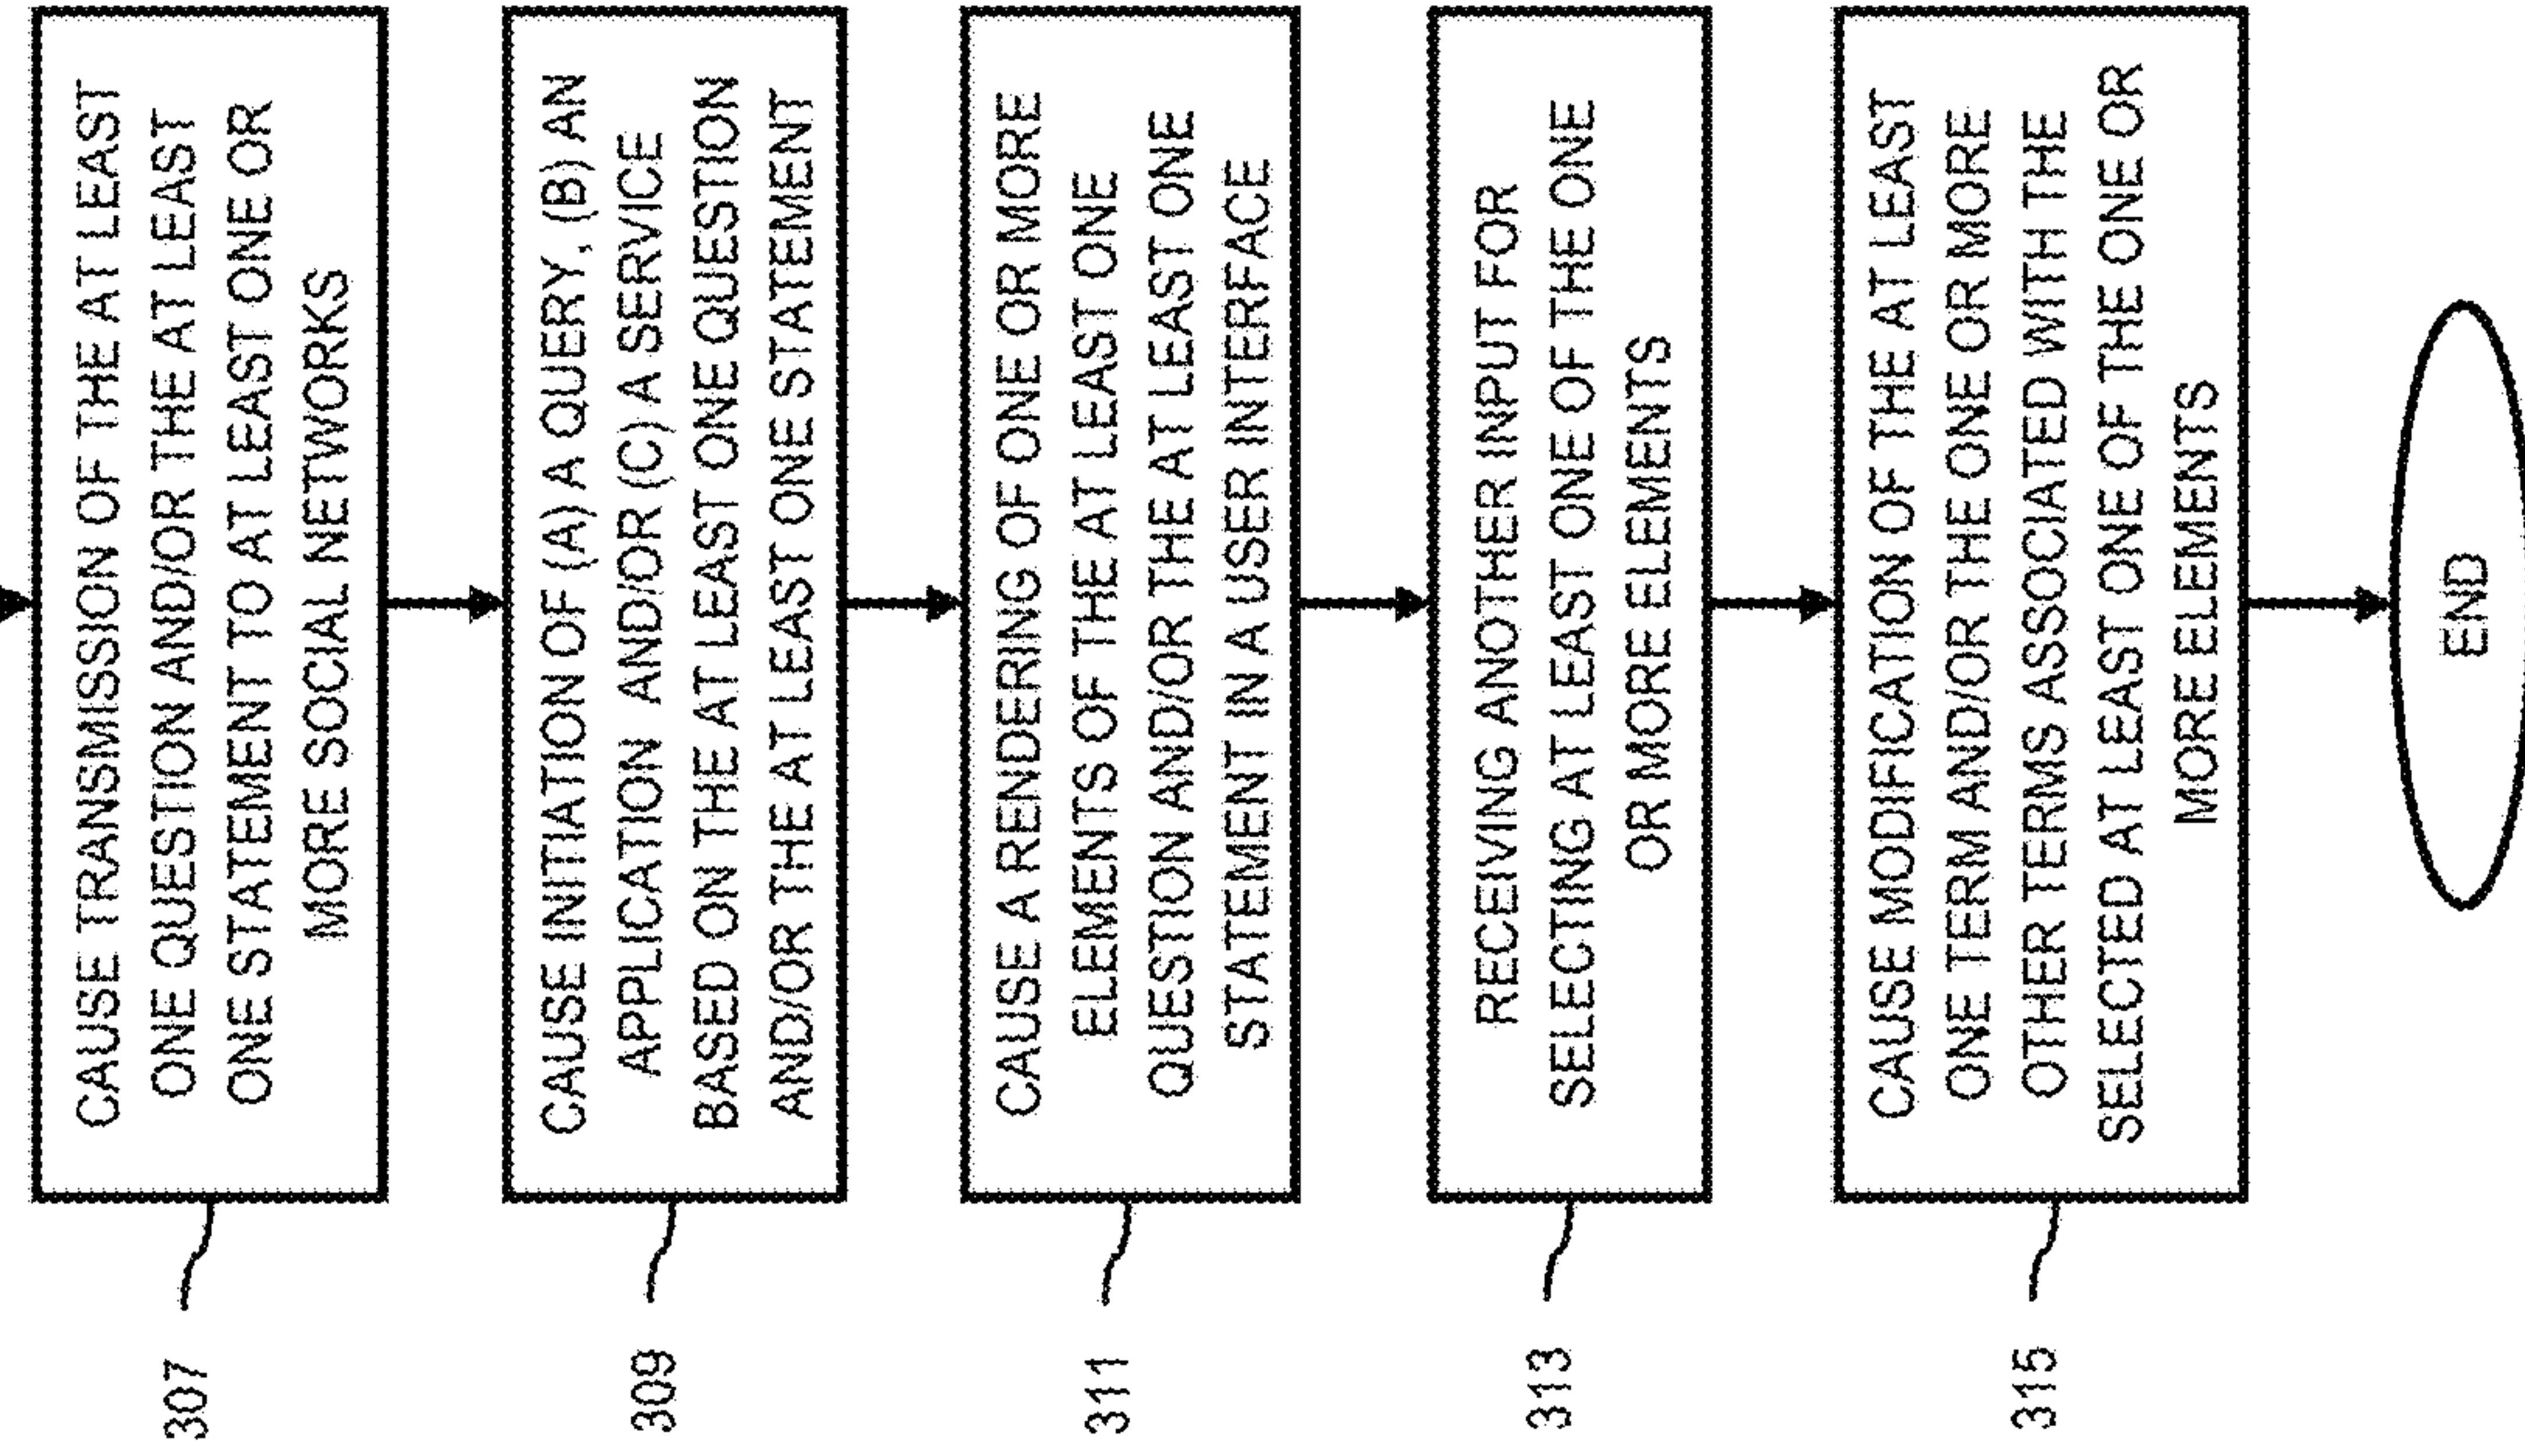 307
CAUSE TRANSMISSION OF THE AT LEAST
ONE QUESTION AND/OR THE AT LEAST
ONE STATEMENT TO AT LEAST ONE OR
MORE SOCIAL NETWORKS
309
CAUSE INITIATION OF (A) A QUERY, (B) AN
APPLICATION AND/OR (C) A SERVICE
BASED ON THE AT LEAST ONE QUESTION
AND/OR THE AT LEAST ONE STATEMENT
311
CAUSE A RENDERING OF ONE OR MORE
ELEMENTS OF THE AT LEAST ONE
QUESTION AND/OR THE AT LEAST ONE
STATEMENT IN A USER INTERFACE
313
RECEIVING ANOTHER INPUT FOR
SELECTING AT LEAST ONE OF THE ONE
OR MORE ELEMENTS
315
CAUSE MODIFICATION OF THE AT LEAST
ONE TERM AND/OR THE ONE OR MORE
OTHER TERMS ASSOCIATED WITH THE
SELECTED AT LEAST ONE OF THE ONE OR
MORE ELEMENTS
END